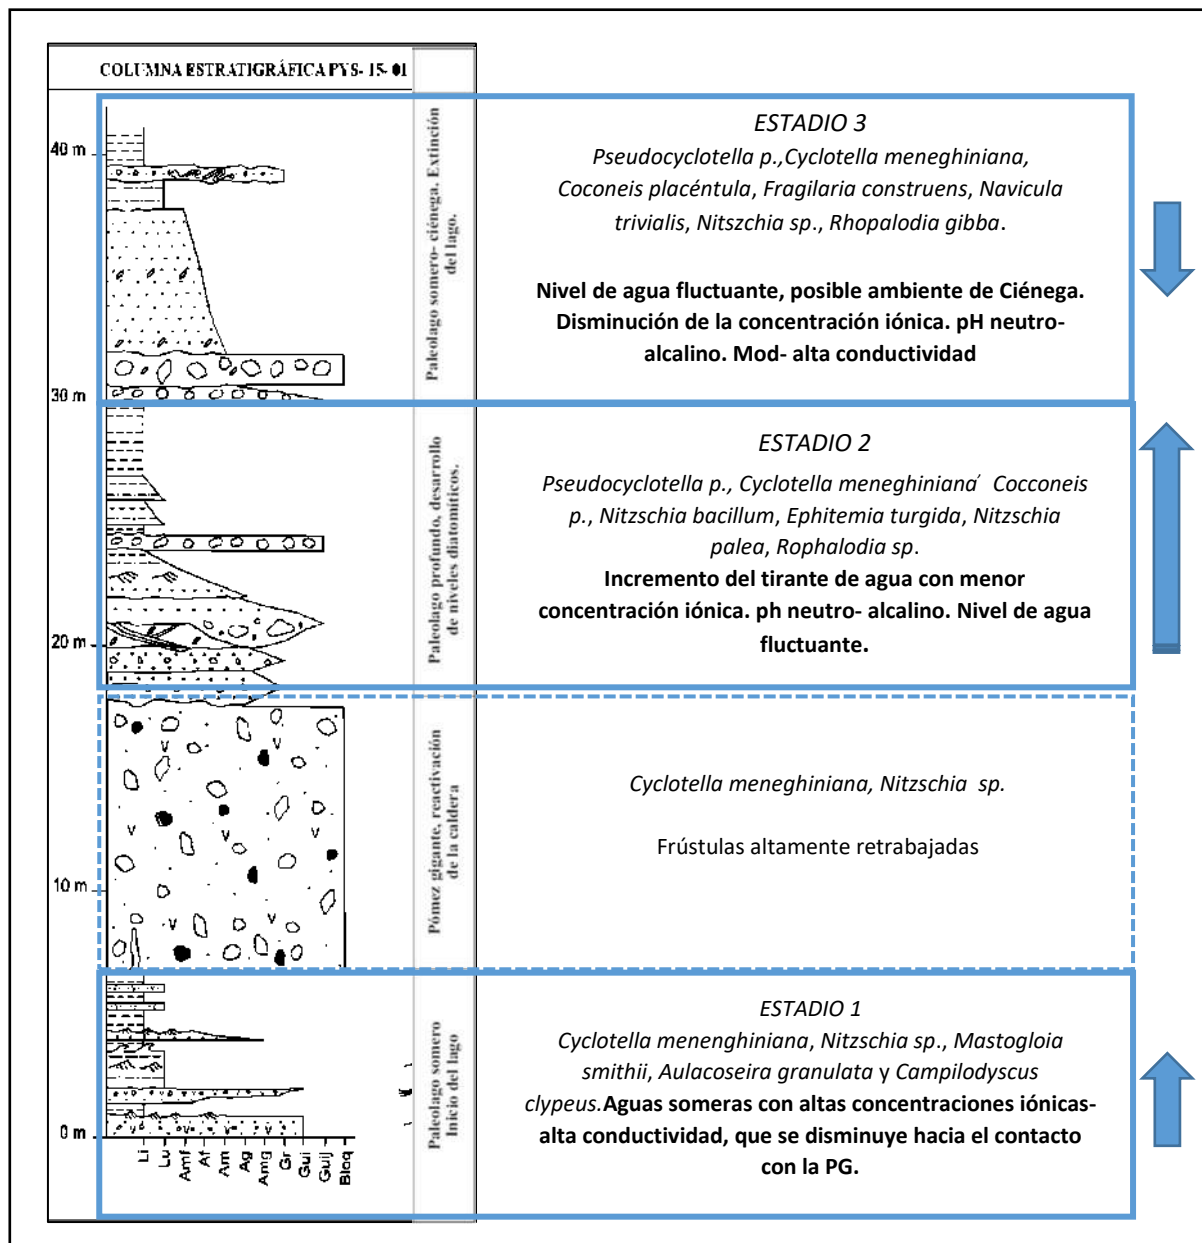 COLUMNA ESTRATIGRÁFICA PYS- 15- 01
40 m
30 m
20 m
10 m
0 m
Li
Lu
Amf
Af
Am
Ag
Amg
Gr
Gui
Guij
Bloq
Paleolago somero- ciénega. Extinción
del lago.
Paleolago profundo, desarrollo
de niveles diatomíticos.
Pómez gigante, reactivación
de la caldera
Paleolago somero
Inicio del lago
ESTADIO 3
Pseudocyclotella p.,Cyclotella meneghiniana,
Coconeis placéntula, Fragilaria construens, Navicula
trivialis, Nitszchia sp., Rhopalodia gibba.
Nivel de agua fluctuante, posible ambiente de Ciénega.
Disminución de la concentración iónica. pH neutro-
alcalino. Mod- alta conductividad
ESTADIO 2
Pseudocyclotella p., Cyclotella meneghiniana´ Cocconeis
p., Nitzschia bacillum, Ephitemia turgida, Nitzschia
palea, Rophalodia sp.
Incremento del tirante de agua con menor
concentración iónica. ph neutro- alcalino. Nivel de agua
fluctuante.
Cyclotella meneghiniana, Nitzschia sp.
Frústulas altamente retrabajadas
ESTADIO 1
Cyclotella menenghiniana, Nitzschia sp., Mastogloia
smithii, Aulacoseira granulata y Campilodyscus
clypeus.Aguas someras con altas concentraciones iónicas-
alta conductividad, que se disminuye hacia el contacto
con la PG.